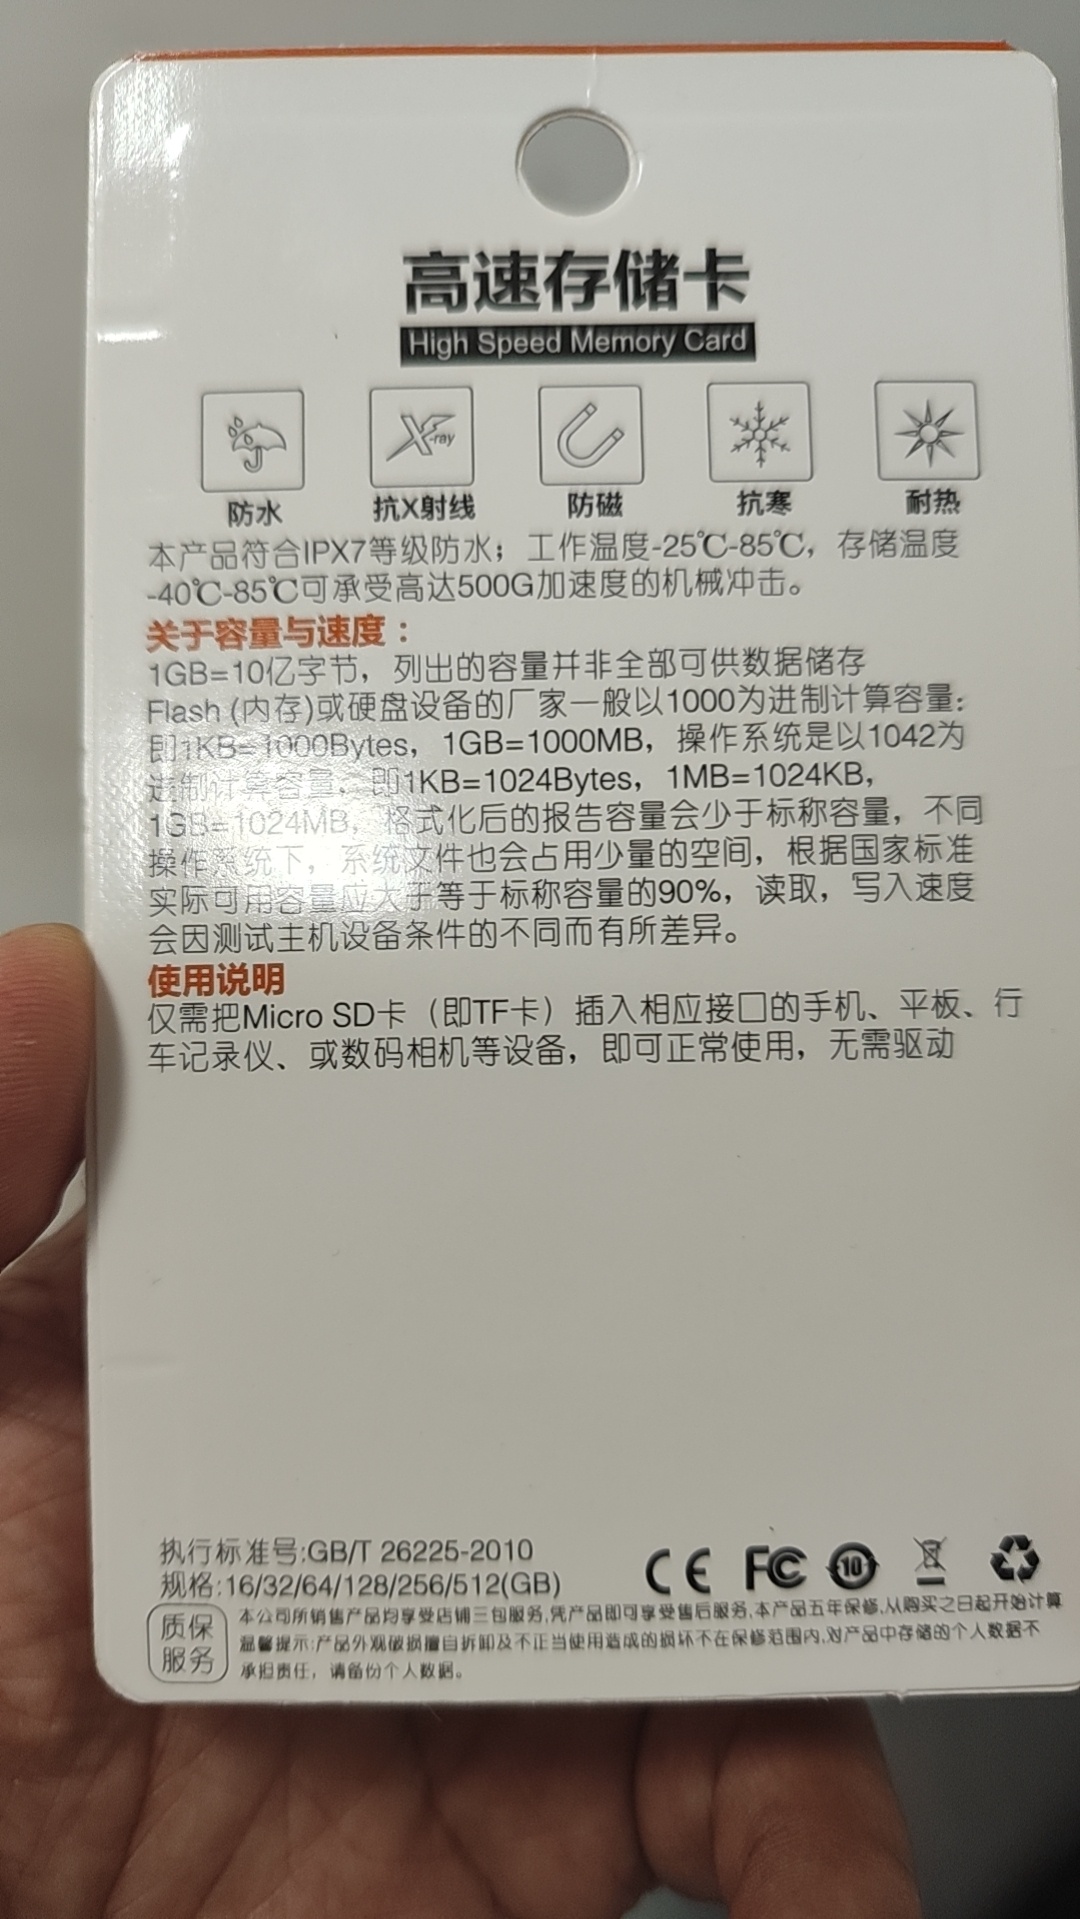 高速存储卡
High Speed Memory Card
X-ray
防水 抗X射线 防磁 抗寒 耐热
本产品符合IPX7等级防水；工作温度-25℃-85℃，存储温度
-40℃-85℃可承受高达500G加速度的机械冲击。
关于容量与速度：
1GB=10亿字节，列出的容量并非全部可供数据储存
Flash (内存)或硬盘设备的厂家一般以1000为进制计算容量：
即1KB=1000Bytes，1GB=1000MB，操作系统是以1042为
进制计算容量，即1KB=1024Bytes，1MB=1024KB，
1GB=1024MB，格式化后的报告容量会少于标称容量，不同
操作系统下，系统文件也会占用少量的空间，根据国家标准
实际可用容量应大于等于标称容量的90%，读取，写入速度
会因测试主机设备条件的不同而有所差异。
使用说明
仅需把Micro SD卡（即TF卡）插入相应接口的手机、平板、行
车记录仪、或数码相机等设备，即可正常使用，无需驱动
执行标准号:GB/T 26225-2010
规格:16/32/64/128/256/512(GB)
CE FC 10
质保
服务
本公司所销售产品均享受店铺三包服务,凭产品即可享受售后服务,本产品五年保修,从购买之日起开始计算
温馨提示:产品外观破损擅自拆卸及不正当使用造成的损坏不在保修范围内,对产品中存储的个人数据不
承担责任，请备份个人数据。